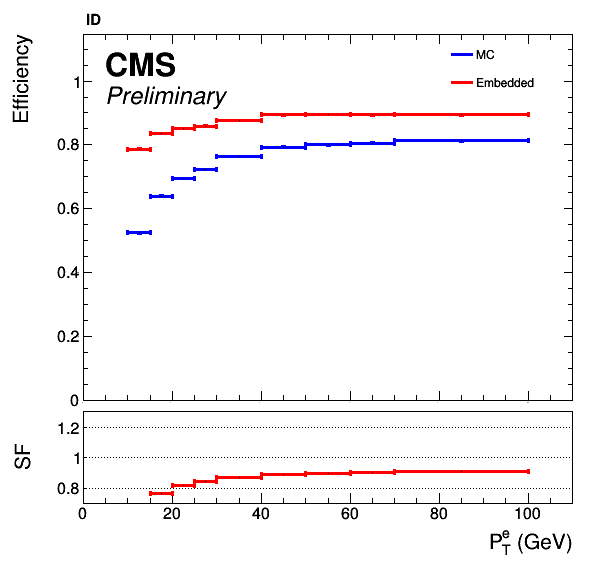 ID
CMS
Preliminary
MC
Embedded
Efficiency
1
0.8
0.6
0.4
0.2
0
SF
1.2
1
0.8
0 20 40 60 80 100
P_T^e (GeV)